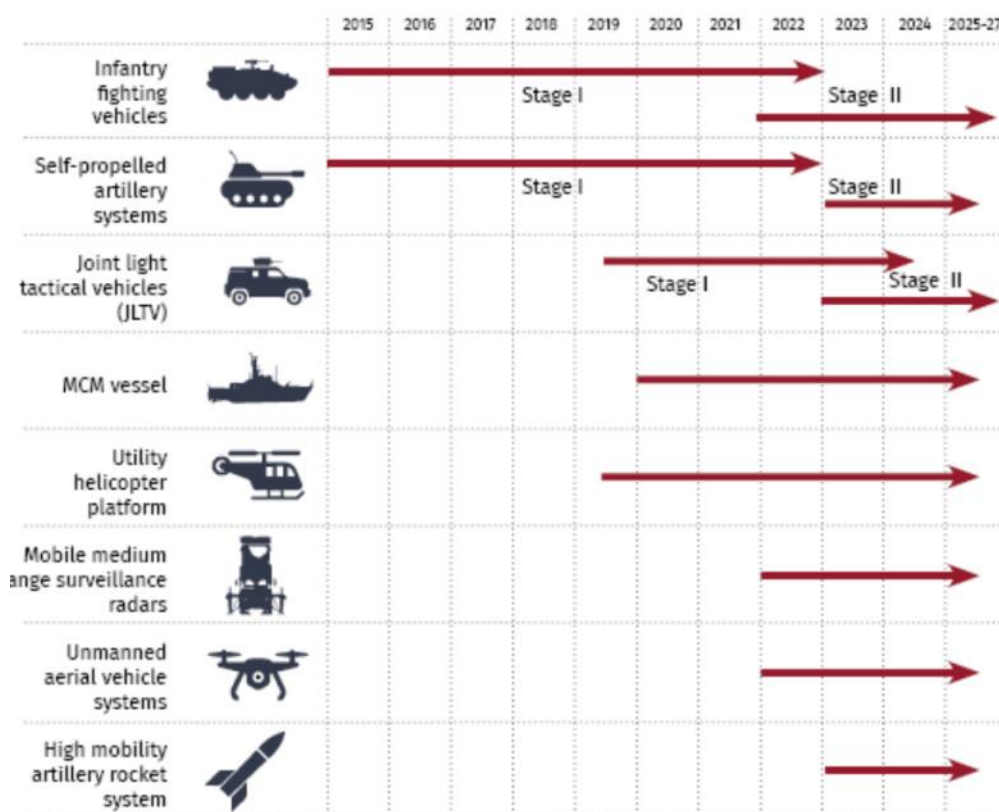 2015 2016 2017 2018 2019 2020 2021 2022 2023 2024 2025-27
Infantry
fighting
vehicles
Stage I
Stage II
Self-propelled
artillery
systems
Stage I
Stage II
Joint light
tactical vehicles
(JLTV)
Stage I
Stage II
MCM vessel
Utility
helicopter
platform
Mobile medium
ange surveillance
radars
Unmanned
aerial vehicle
systems
High mobility
artillery rocket
system